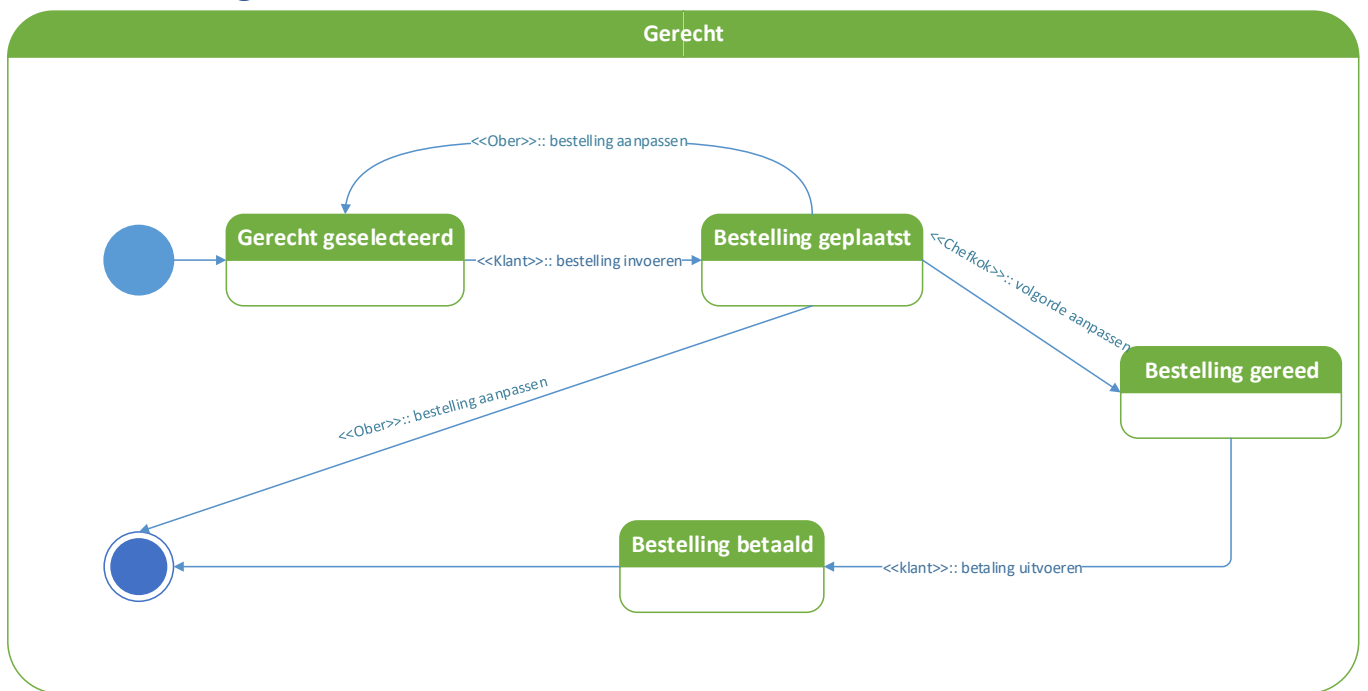 Gerecht
<<Ober>>:: bestelling aanpassen
Gerecht geselecteerd
<<Klant>>:: bestelling invoeren
Bestelling geplaatst
<<Chefkok>>:: volgorde aanpassen
Bestelling gereed
<<Ober>>:: bestelling aanpassen
Bestelling betaald
<<klant>>:: betaling uitvoeren